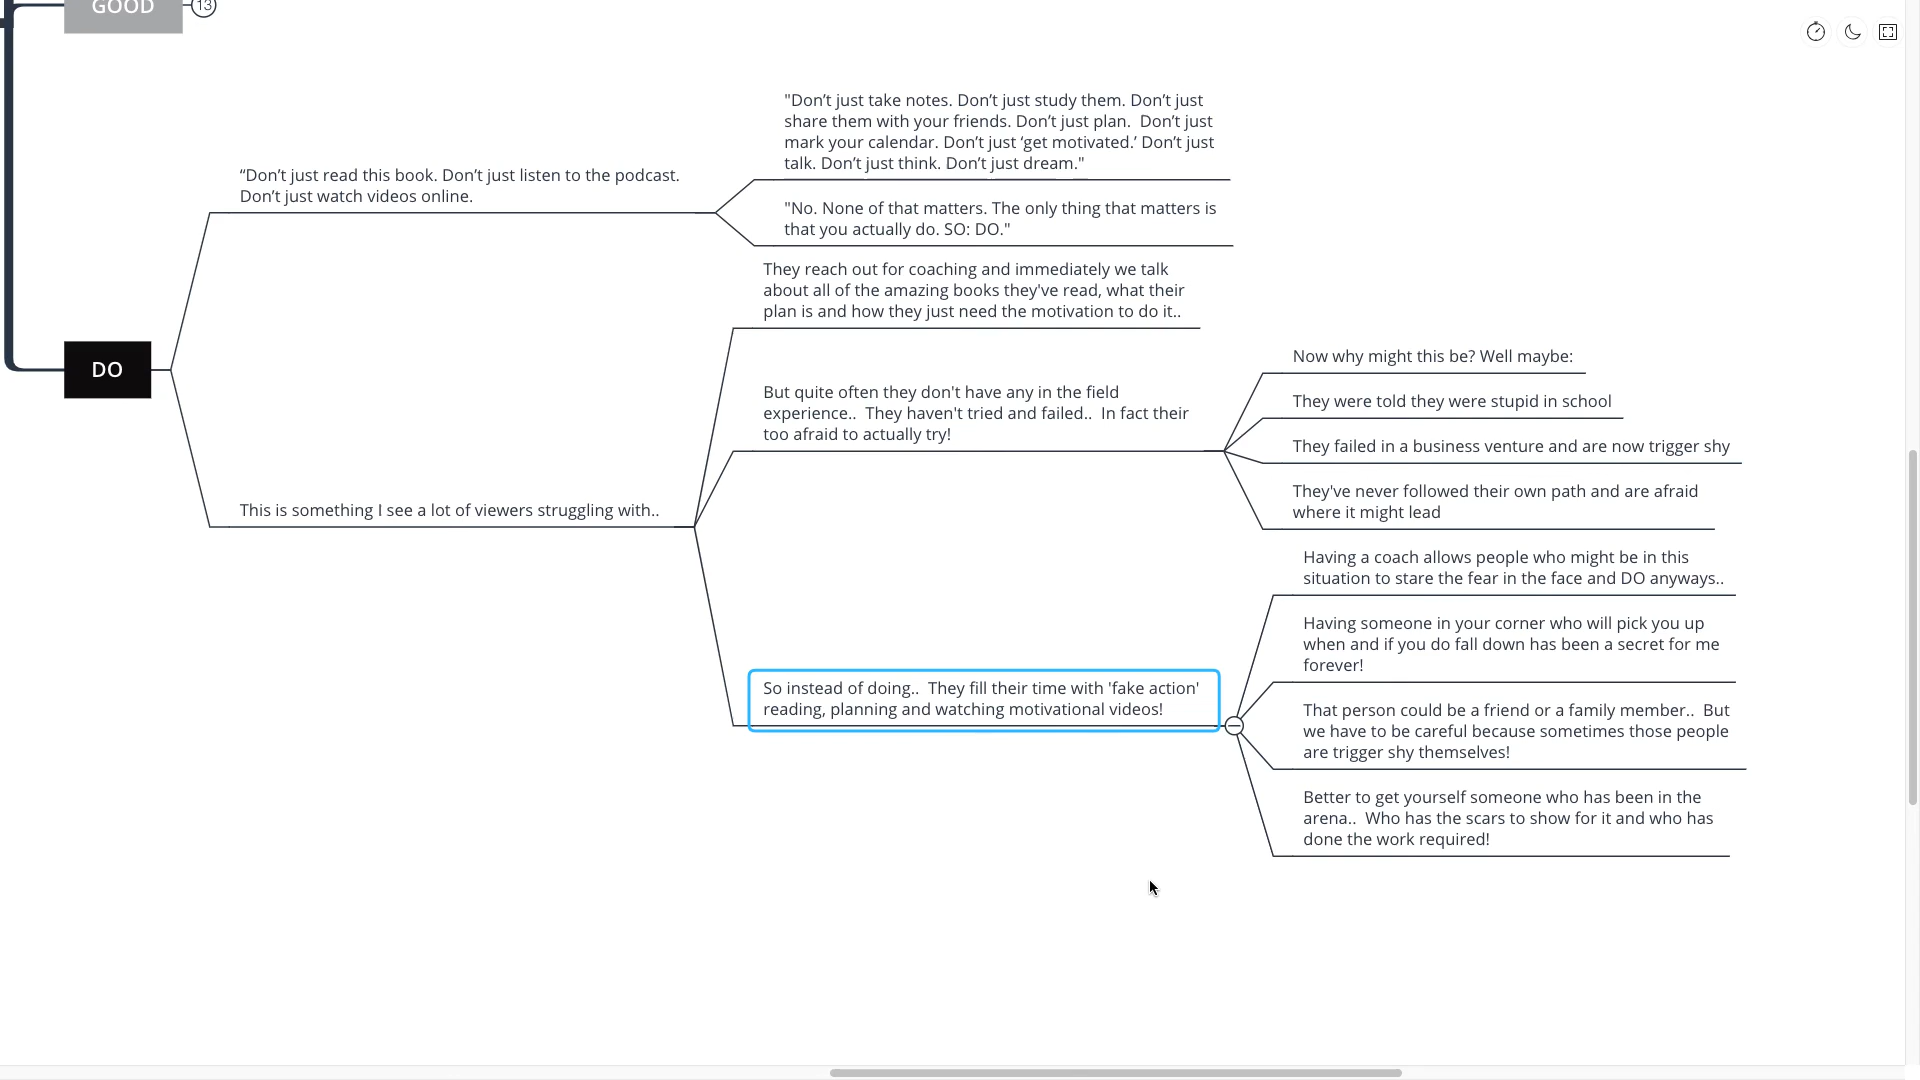 GOOD
13
"Don’t just take notes. Don’t just study them. Don’t just
share them with your friends. Don’t just plan.  Don’t just
mark your calendar. Don’t just ‘get motivated.’ Don’t just
talk. Don’t just think. Don’t just dream."
“Don’t just read this book. Don’t just listen to the podcast.
Don’t just watch videos online.
"No. None of that matters. The only thing that matters is
that you actually do. SO: DO."
They reach out for coaching and immediately we talk
about all of the amazing books they've read, what their
plan is and how they just need the motivation to do it..
DO
Now why might this be? Well maybe:
But quite often they don't have any in the field
experience..  They haven't tried and failed..  In fact their
too afraid to actually try!
They were told they were stupid in school
They failed in a business venture and are now trigger shy
They've never followed their own path and are afraid
where it might lead
This is something I see a lot of viewers struggling with..
Having a coach allows people who might be in this
situation to stare the fear in the face and DO anyways..
Having someone in your corner who will pick you up
when and if you do fall down has been a secret for me
forever!
So instead of doing..  They fill their time with 'fake action'
reading, planning and watching motivational videos!
That person could be a friend or a family member..  But
we have to be careful because sometimes those people
are trigger shy themselves!
Better to get yourself someone who has been in the
arena..  Who has the scars to show for it and who has
done the work required!